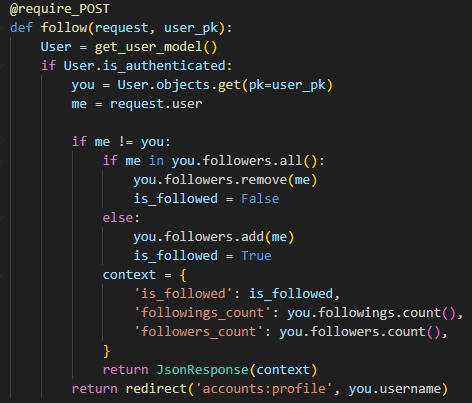 @require_POST
def follow(request, user_pk):
    User = get_user_model()
    if User.is_authenticated:
        you = User.objects.get(pk=user_pk)
        me = request.user

        if me != you:
            if me in you.followers.all():
                you.followers.remove(me)
                is_followed = False
            else:
                you.followers.add(me)
                is_followed = True
            context = {
                'is_followed': is_followed,
                'followings_count': you.followings.count(),
                'followers_count': you.followers.count(),
            }
            return JsonResponse(context)
        return redirect('accounts:profile', you.username)